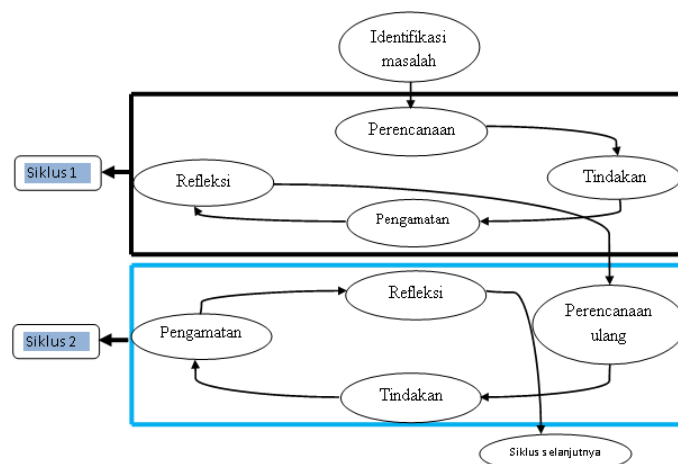 Identifikasi
masalah
Perencanaan
Siklus 1
Refleksi
Tindakan
Pengamatan
Refleksi
Perencanaan
ulang
Siklus 2
Pengamatan
Tindakan
Siklus selanjutnya